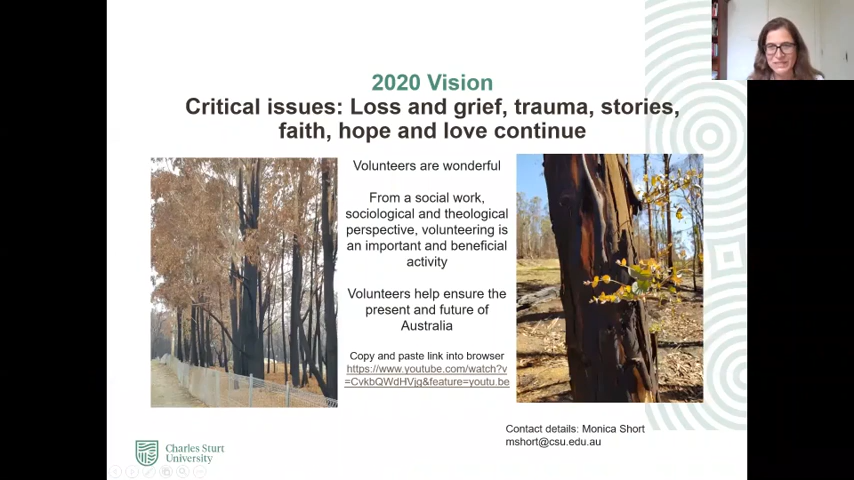 2020 Vision
Critical issues: Loss and grief, trauma, stories,
faith, hope and love continue
Volunteers are wonderful
From a social work,
sociological and theological
perspective, volunteering is
an important and beneficial
activity
Volunteers help ensure the
present and future of
Australia
Copy and paste link into browser
https://www.youtube.com/watch?v
=CvkbQWdHVjg&feature=youtu.be
Contact details: Monica Short
mshort@csu.edu.au
Charles Sturt
University